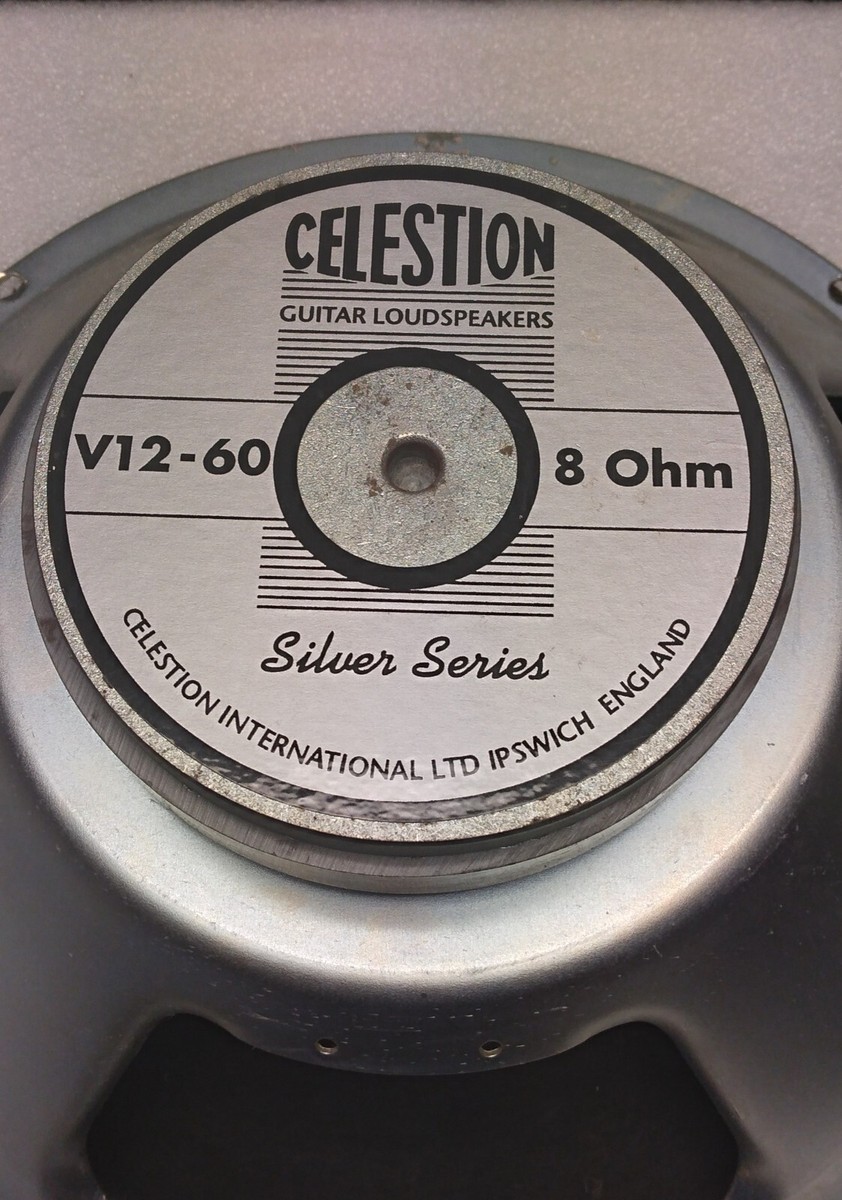 CELESTION
GUITAR LOUDSPEAKERS
V12-60
8 Ohm
Silver Series
CELESTION INTERNATIONAL LTD IPSWICH ENGLAND